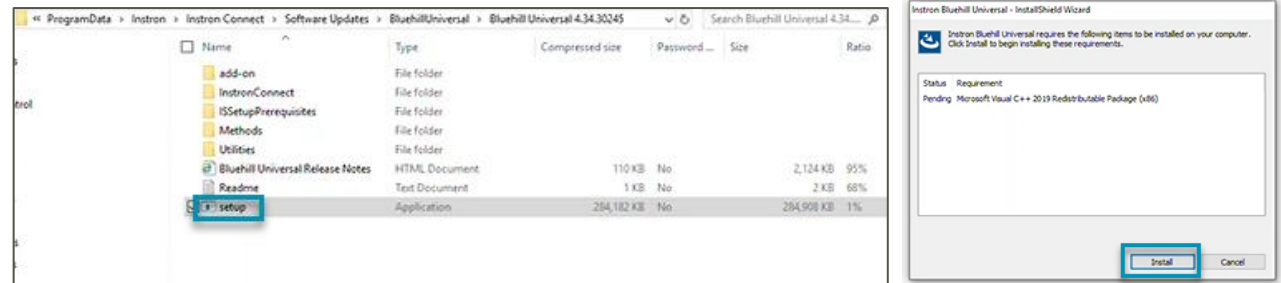 « ProgramData › Instron › Instron Connect › Software Updates › BluehillUniversal › Bluehill Universal 4.34.30245
Search Bluehill Universal 4.34....
Name Type Compressed size Password ... Size Ratio
add-on File folder
InstronConnect File folder
ISSetupPrerequisites File folder
Methods File folder
Utilities File folder
Bluehill Universal Release Notes HTML Document 110 KB No 2,124 KB 95%
Readme Text Document 1 KB No 2 KB 68%
setup Application 284,182 KB No 284,908 KB 1%
trol
Instron Bluehill Universal - InstallShield Wizard
Instron Bluehill Universal requires the following items to be installed on your computer.
Click Install to begin installing these requirements.
Status Requirement
Pending Microsoft Visual C++ 2019 Redistributable Package (x86)
Install Cancel